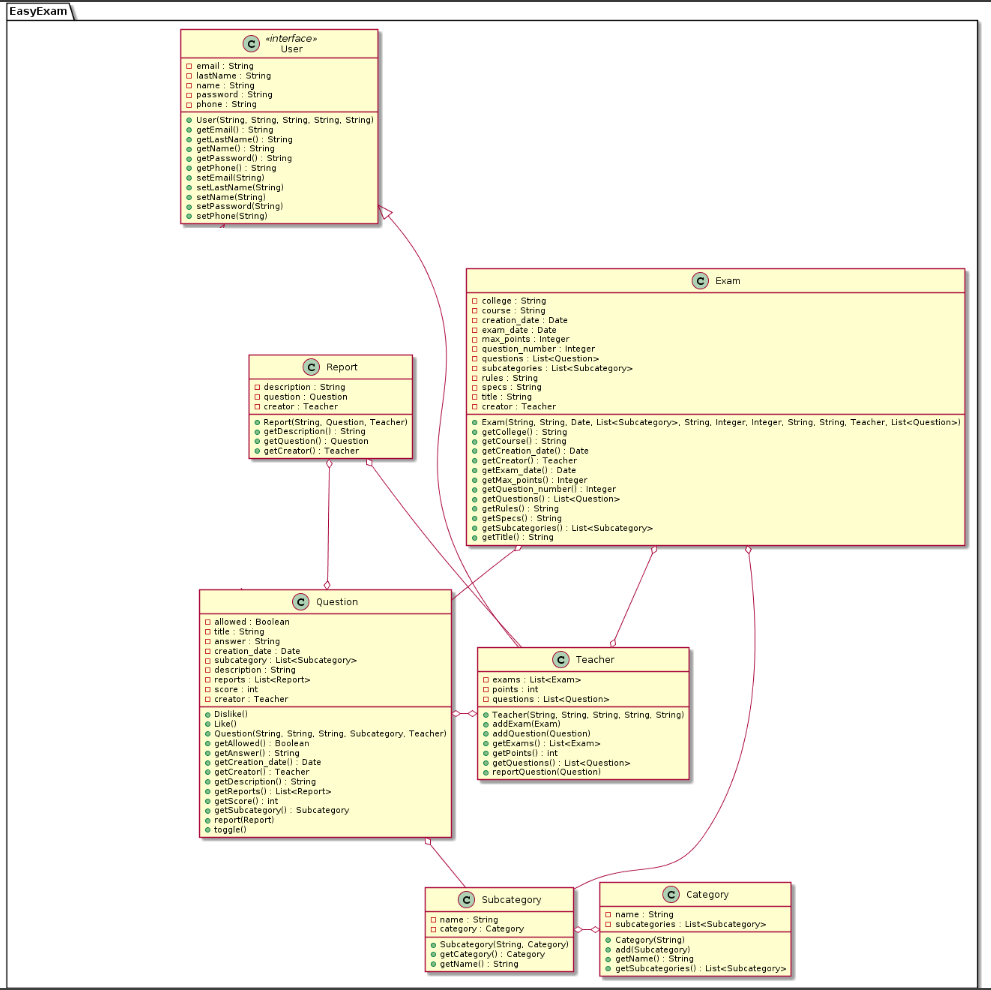 EasyExam
C «interface»
User
email : String
lastName : String
name : String
password : String
phone : String
User(String, String, String, String, String)
getEmail() : String
getLastName() : String
getName() : String
getPassword() : String
getPhone() : String
setEmail(String)
setLastName(String)
setName(String)
setPassword(String)
setPhone(String)
C Exam
college : String
course : String
creation_date : Date
exam_date : Date
max_points : Integer
question_number : Integer
questions : List<Question>
subcategories : List<Subcategory>
rules : String
specs : String
title : String
creator : Teacher
Exam(String, String, Date, List<Subcategory>, String, Integer, Integer, String, String, Teacher, List<Question>)
getCollege() : String
getCourse() : String
getCreation_date() : Date
getCreator() : Teacher
getExam_date() : Date
getMax_points() : Integer
getQuestion_number() : Integer
getQuestions() : List<Question>
getRules() : String
getSpecs() : String
getSubcategories() : List<Subcategory>
getTitle() : String
C Report
description : String
question : Question
creator : Teacher
Report(String, Question, Teacher)
getDescription() : String
getQuestion() : Question
getCreator() : Teacher
C Question
allowed : Boolean
title : String
answer : String
creation_date : Date
subcategory : List<Subcategory>
description : String
reports : List<Report>
score : int
creator : Teacher
Dislike()
Like()
Question(String, String, String, Subcategory, Teacher)
getAllowed() : Boolean
getAnswer() : String
getCreation_date() : Date
getCreator() : Teacher
getDescription() : String
getReports() : List<Report>
getScore() : int
getSubcategory() : Subcategory
report(Report)
toggle()
C Teacher
exams : List<Exam>
points : int
questions : List<Question>
Teacher(String, String, String, String, String)
addExam(Exam)
addQuestion(Question)
getExams() : List<Exam>
getPoints() : int
getQuestions() : List<Question>
reportQuestion(Question)
C Subcategory
name : String
category : Category
Subcategory(String, Category)
getCategory() : Category
getName() : String
C Category
name : String
subcategories : List<Subcategory>
Category(String)
add(Subcategory)
getName() : String
getSubcategories() : List<Subcategory>